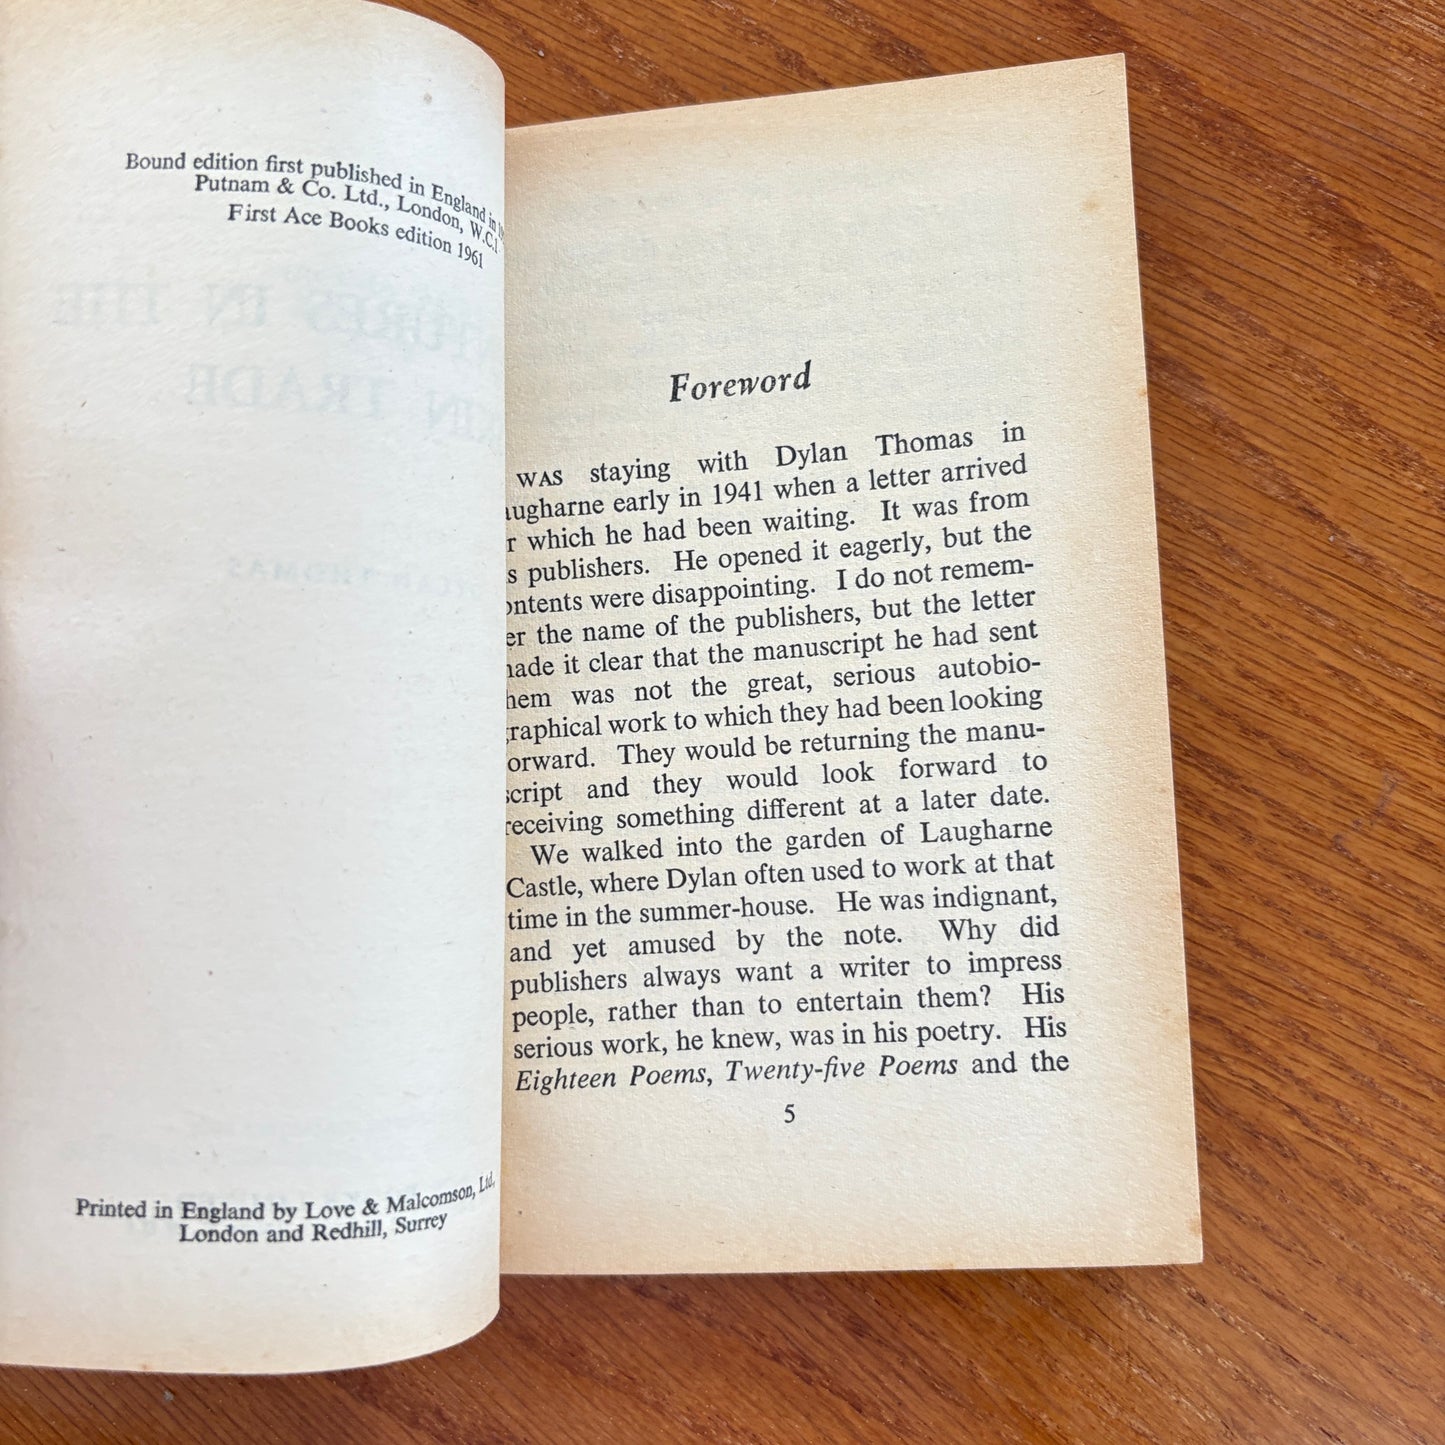 Bound edition first published in England in
Putnam & Co. Ltd., London, W.C.1
First Ace Books edition 1961
Printed in England by Love & Malcomson, Ltd.
London and Redhill, Surrey
Foreword
WAS staying with Dylan Thomas in
augharne early in 1941 when a letter arrived
r which he had been waiting. It was from
s publishers. He opened it eagerly, but the
ontents were disappointing. I do not remem-
er the name of the publishers, but the letter
made it clear that the manuscript he had sent
hem was not the great, serious autobio-
graphical work to which they had been looking
orward. They would be returning the manu-
script and they would look forward to
receiving something different at a later date.
We walked into the garden of Laugharne
Castle, where Dylan often used to work at that
time in the summer-house. He was indignant,
and yet amused by the note. Why did
publishers always want a writer to impress
people, rather than to entertain them? His
serious work, he knew, was in his poetry. His
Eighteen Poems, Twenty-five Poems and the
5